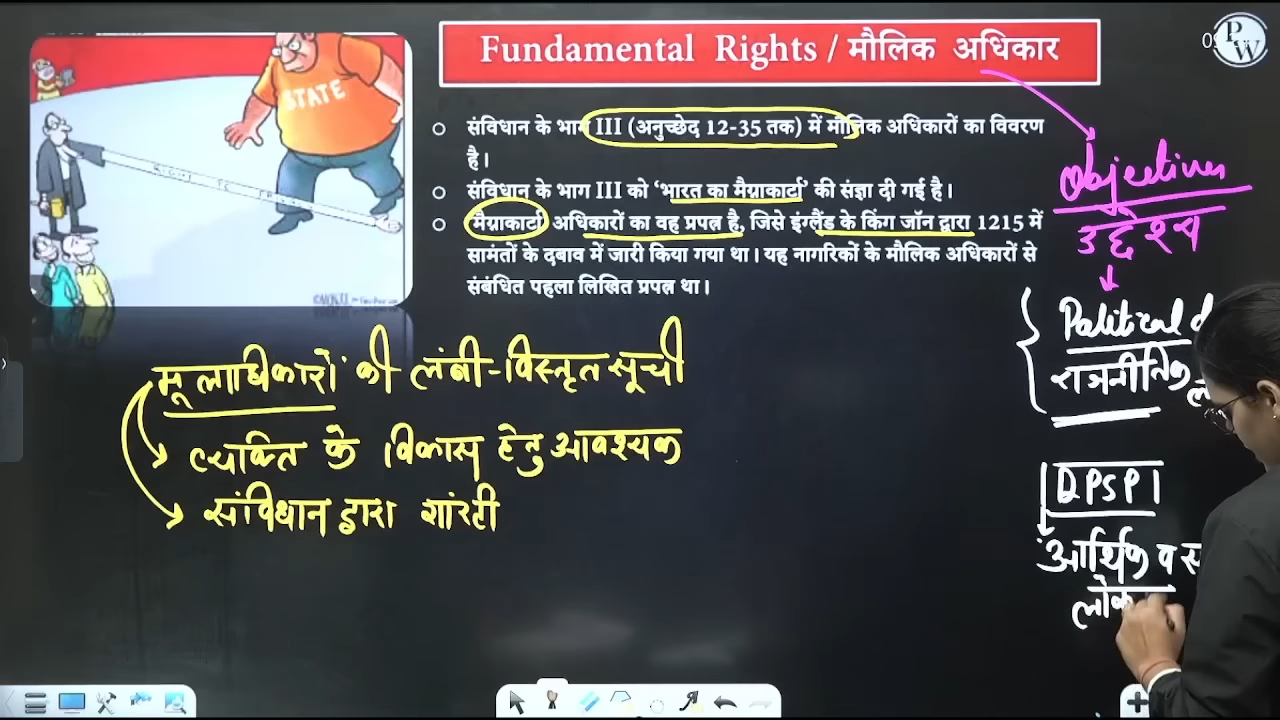 Fundamental Rights / मौलिक अधिकार
PW
STATE
संविधान के भाग III (अनुच्छेद 12-35 तक) में मौलिक अधिकारों का विवरण
है।
संविधान के भाग III को ‘भारत का मैग्नाकार्टा’ की संज्ञा दी गई है।
मैग्नाकार्टा अधिकारों का वह प्रपत्र है, जिसे इंग्लैंड के किंग जॉन द्वारा 1215 में
सामंतों के दबाव में जारी किया गया था। यह नागरिकों के मौलिक अधिकारों से
संबंधित पहला लिखित प्रपत्र था।
मूलाधिकारों की लंबी-विस्तृत सूची
व्यक्ति के विकास हेतु आवश्यक
संविधान द्वारा गारंटी
Objectives
उद्देश्य
Political
राजनीतिक
DPSP
आर्थिक व